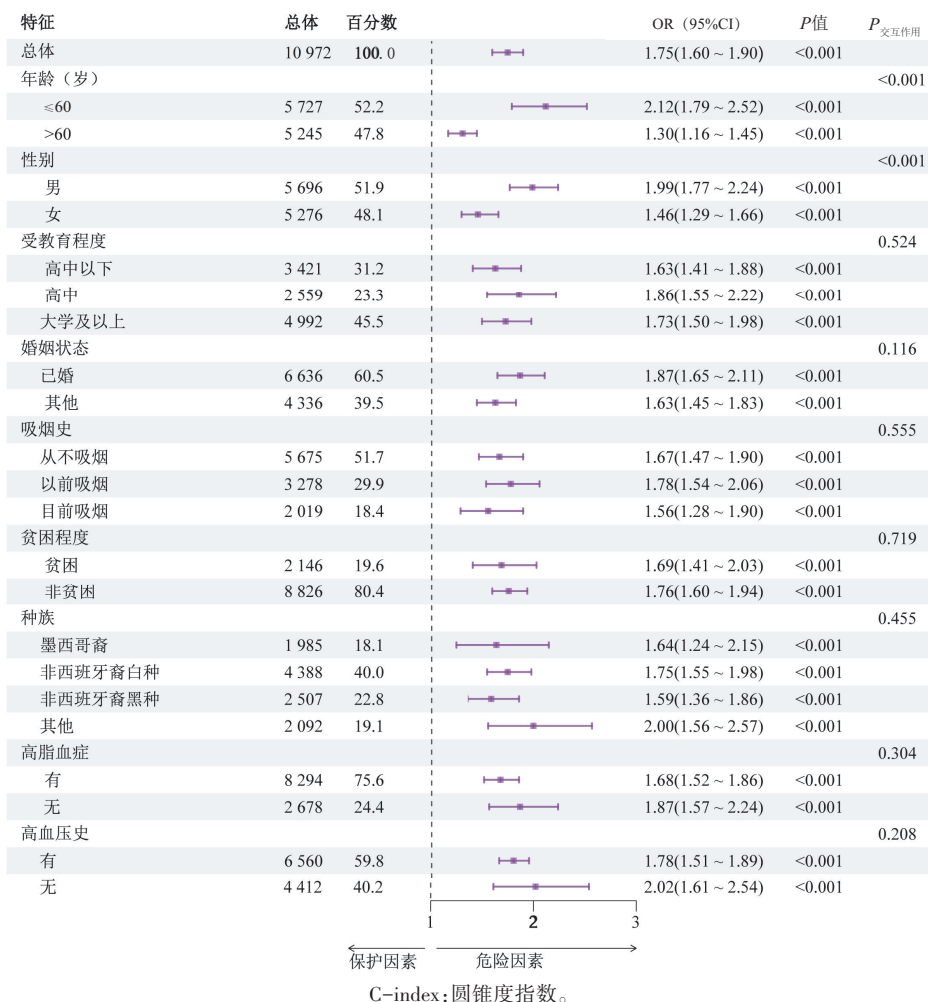 特征 总体 百分数 OR（95%CI） P值 P交互作用
总体 10 972 100. 0 1.75(1.60 ~ 1.90) <0.001
年龄（岁） <0.001
≤60 5 727 52.2 2.12(1.79 ~ 2.52) <0.001
>60 5 245 47.8 1.30(1.16 ~ 1.45) <0.001
性别 <0.001
男 5 696 51.9 1.99(1.77 ~ 2.24) <0.001
女 5 276 48.1 1.46(1.29 ~ 1.66) <0.001
受教育程度 0.524
高中以下 3 421 31.2 1.63(1.41 ~ 1.88) <0.001
高中 2 559 23.3 1.86(1.55 ~ 2.22) <0.001
大学及以上 4 992 45.5 1.73(1.50 ~ 1.98) <0.001
婚姻状态 0.116
已婚 6 636 60.5 1.87(1.65 ~ 2.11) <0.001
其他 4 336 39.5 1.63(1.45 ~ 1.83) <0.001
吸烟史 0.555
从不吸烟 5 675 51.7 1.67(1.47 ~ 1.90) <0.001
以前吸烟 3 278 29.9 1.78(1.54 ~ 2.06) <0.001
目前吸烟 2 019 18.4 1.56(1.28 ~ 1.90) <0.001
贫困程度 0.719
贫困 2 146 19.6 1.69(1.41 ~ 2.03) <0.001
非贫困 8 826 80.4 1.76(1.60 ~ 1.94) <0.001
种族 0.455
墨西哥裔 1 985 18.1 1.64(1.24 ~ 2.15) <0.001
非西班牙裔白种 4 388 40.0 1.75(1.55 ~ 1.98) <0.001
非西班牙裔黑种 2 507 22.8 1.59(1.36 ~ 1.86) <0.001
其他 2 092 19.1 2.00(1.56 ~ 2.57) <0.001
高脂血症 0.304
有 8 294 75.6 1.68(1.52 ~ 1.86) <0.001
无 2 678 24.4 1.87(1.57 ~ 2.24) <0.001
高血压史 0.208
有 6 560 59.8 1.78(1.51 ~ 1.89) <0.001
无 4 412 40.2 2.02(1.61 ~ 2.54) <0.001
1 2 3
保护因素 危险因素
C-index：圆锥度指数。